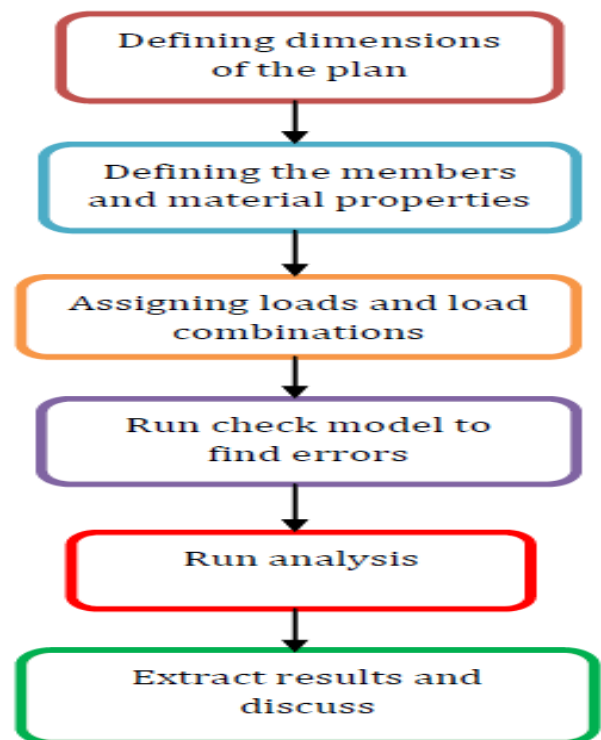 Defining dimensions
of the plan
Defining the members
and material properties
Assigning loads and load
combinations
Run check model to
find errors
Run analysis
Extract results and
discuss